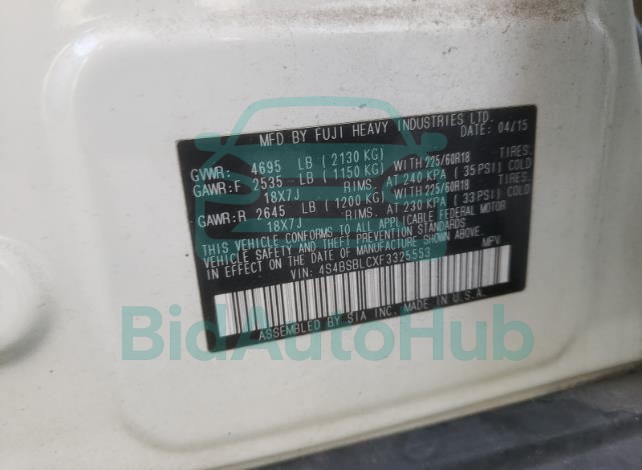 MFD BY FUJI HEAVY INDUSTRIES LTD.
DATE: 04/15
GVWR: 4695 LB ( 2130 KG)
GAWR:F 2535 LB ( 1150 KG) WITH 225/60R18 TIRES.
18X7J RIMS. AT 240 KPA ( 35 PSI) COLD
GAWR:R 2645 LB ( 1200 KG) WITH 225/60R18 TIRES.
18X7J RIMS. AT 230 KPA ( 33 PSI) COLD
THIS VEHICLE CONFORMS TO ALL APPLICABLE FEDERAL MOTOR
VEHICLE SAFETY STANDARDS
IN EFFECT ON THE DATE OF MANUFACTURE SHOWN ABOVE.
VIN: 4S4BSBLCXF3325553 MPV
ASSEMBLED BY SIA INC. MADE IN U.S.A.
BidAutoHub